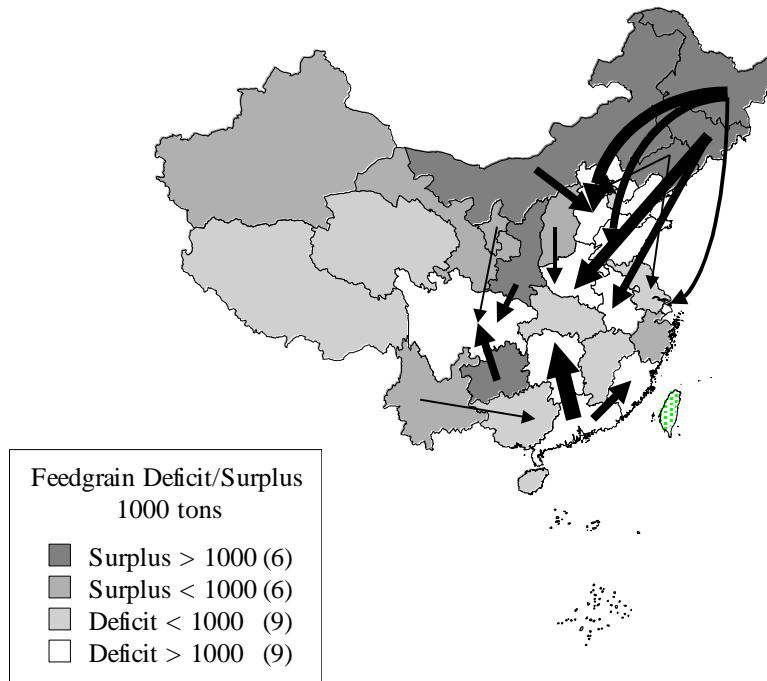 Feedgrain Deficit/Surplus
1000 tons
Surplus > 1000 (6)
Surplus < 1000 (6)
Deficit < 1000 (9)
Deficit > 1000 (9)